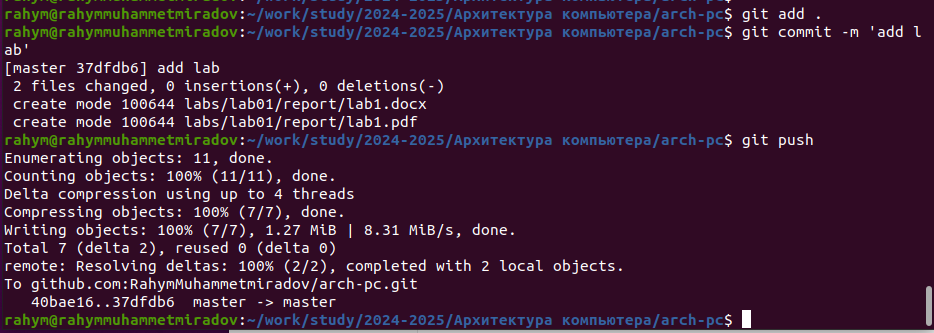 rahym@rahymmuhammetmiradov:~/work/study/2024-2025/Архитектура компьютера/arch-pc$ git add .
rahym@rahymmuhammetmiradov:~/work/study/2024-2025/Архитектура компьютера/arch-pc$ git commit -m 'add l
ab'
[master 37dfdb6] add lab
 2 files changed, 0 insertions(+), 0 deletions(-)
 create mode 100644 labs/lab01/report/lab1.docx
 create mode 100644 labs/lab01/report/lab1.pdf
rahym@rahymmuhammetmiradov:~/work/study/2024-2025/Архитектура компьютера/arch-pc$ git push
Enumerating objects: 11, done.
Counting objects: 100% (11/11), done.
Delta compression using up to 4 threads
Compressing objects: 100% (7/7), done.
Writing objects: 100% (7/7), 1.27 MiB | 8.31 MiB/s, done.
Total 7 (delta 2), reused 0 (delta 0)
remote: Resolving deltas: 100% (2/2), completed with 2 local objects.
To github.com:RahymMuhammetmiradov/arch-pc.git
   40bae16..37dfdb6  master -> master
rahym@rahymmuhammetmiradov:~/work/study/2024-2025/Архитектура компьютера/arch-pc$